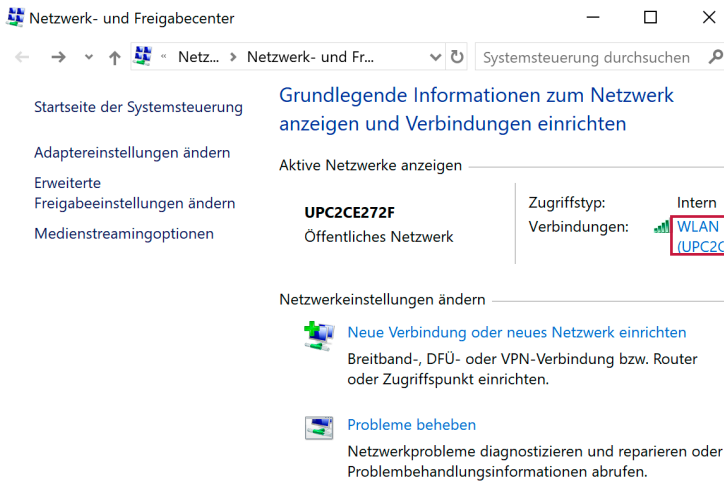 Netzwerk- und Freigabecenter
« Netz... > Netzwerk- und Fr...
Systemsteuerung durchsuchen
Startseite der Systemsteuerung
Adaptereinstellungen ändern
Erweiterte
Freigabeeinstellungen ändern
Medienstreamingoptionen
Grundlegende Informationen zum Netzwerk
anzeigen und Verbindungen einrichten
Aktive Netzwerke anzeigen
UPC2CE272F
Öffentliches Netzwerk
Zugriffstyp: Intern
Verbindungen: WLAN
(UPC2C
Netzwerkeinstellungen ändern
Neue Verbindung oder neues Netzwerk einrichten
Breitband-, DFÜ- oder VPN-Verbindung bzw. Router
oder Zugriffspunkt einrichten.
Probleme beheben
Netzwerkprobleme diagnostizieren und reparieren oder
Problembehandlungsinformationen abrufen.